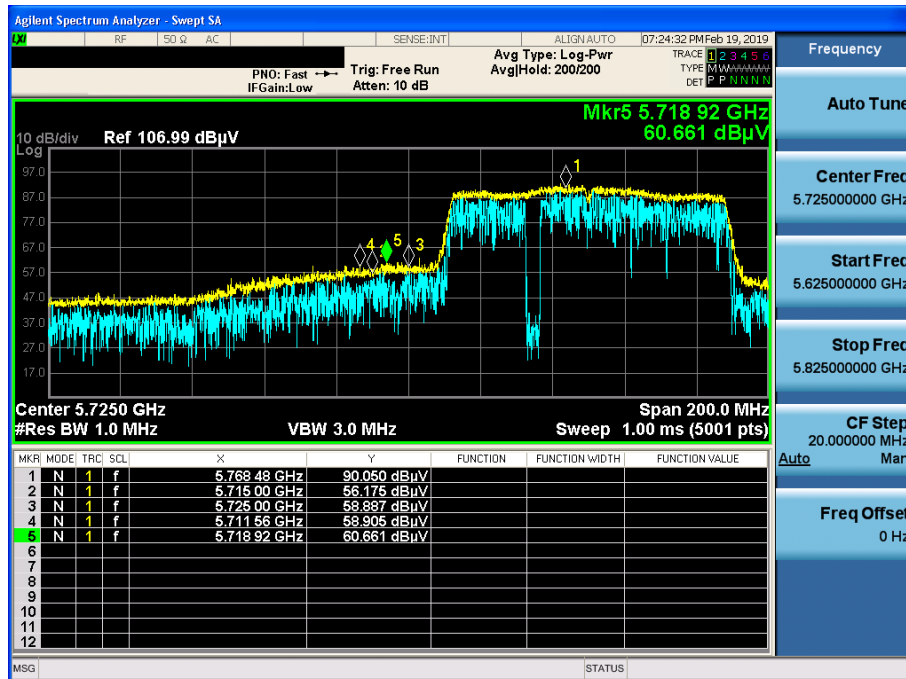 Agilent Spectrum Analyzer - Swept SA
LXI RF 50 Ω AC SENSE:INT ALIGN AUTO 07:24:32 PM Feb 19, 2019
PNO: Fast Trig: Free Run Avg Type: Log-Pwr TRACE 1 2 3 4 5 6
IFGain:Low Atten: 10 dB Avg|Hold: 200/200 TYPE M W W W W W
DET P P N N N N
Mkr5 5.718 92 GHz
60.661 dBµV
10 dB/div Ref 106.99 dBµV
Log
97.0
87.0
77.0
67.0
57.0
47.0
37.0
27.0
17.0
1
4 5 3
Center 5.7250 GHz Span 200.0 MHz
#Res BW 1.0 MHz VBW 3.0 MHz Sweep 1.00 ms (5001 pts)
MKR MODE TRC SCL X Y FUNCTION FUNCTION WIDTH FUNCTION VALUE
1 N 1 f 5.768 48 GHz 90.050 dBµV
2 N 1 f 5.715 00 GHz 56.175 dBµV
3 N 1 f 5.725 00 GHz 58.887 dBµV
4 N 1 f 5.711 56 GHz 58.905 dBµV
5 N 1 f 5.718 92 GHz 60.661 dBµV
6
7
8
9
10
11
12
MSG STATUS
Frequency
Auto Tune
Center Freq
5.725000000 GHz
Start Freq
5.625000000 GHz
Stop Freq
5.825000000 GHz
CF Step
20.000000 MHz
Auto Man
Freq Offset
0 Hz